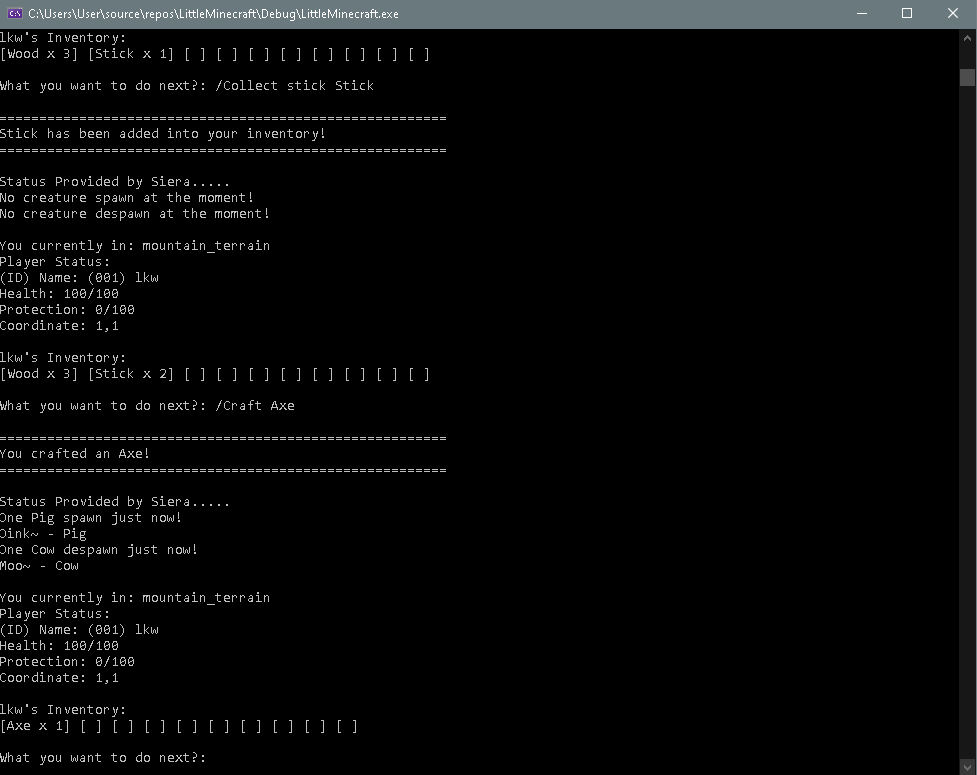 C:\Users\User\source\repos\LittleMinecraft\Debug\LittleMinecraft.exe
lkw's Inventory:
[Wood x 3] [Stick x 1] [ ] [ ] [ ] [ ] [ ] [ ] [ ] [ ]
What you want to do next?: /Collect stick Stick
=========================================================
Stick has been added into your inventory!
=========================================================
Status Provided by Siera.....
No creature spawn at the moment!
No creature despawn at the moment!
You currently in: mountain_terrain
Player Status:
(ID) Name: (001) lkw
Health: 100/100
Protection: 0/100
Coordinate: 1,1
lkw's Inventory:
[Wood x 3] [Stick x 2] [ ] [ ] [ ] [ ] [ ] [ ] [ ] [ ]
What you want to do next?: /Craft Axe
=========================================================
You crafted an Axe!
=========================================================
Status Provided by Siera.....
One Pig spawn just now!
Oink~ - Pig
One Cow despawn just now!
Moo~ - Cow
You currently in: mountain_terrain
Player Status:
(ID) Name: (001) lkw
Health: 100/100
Protection: 0/100
Coordinate: 1,1
lkw's Inventory:
[Axe x 1] [ ] [ ] [ ] [ ] [ ] [ ] [ ] [ ] [ ]
What you want to do next?: